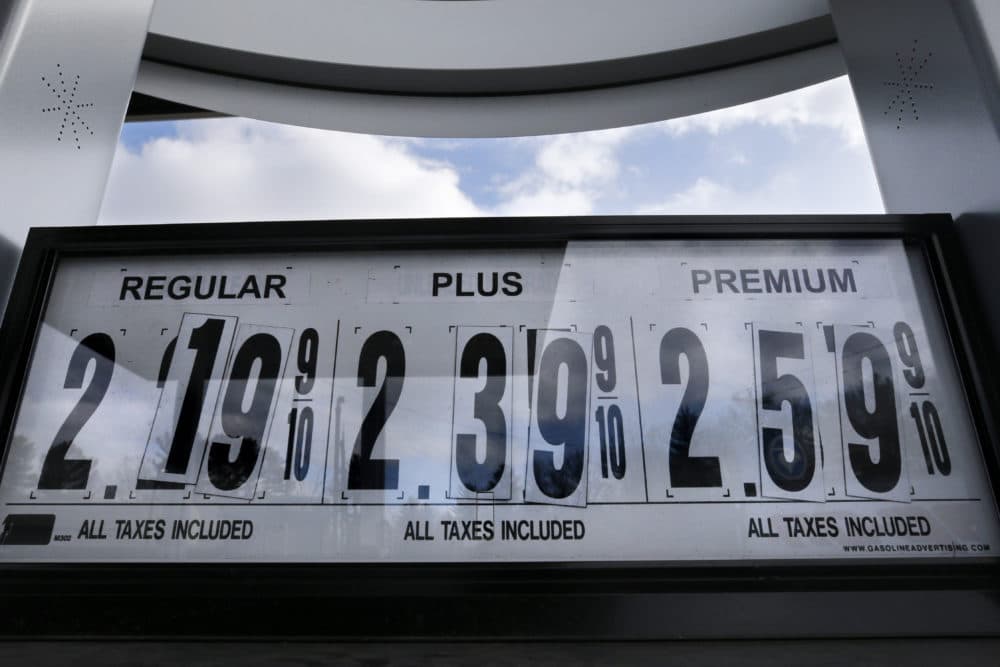 REGULAR PLUS PREMIUM
2.19 9/10 2.39 9/10 2.59 9/10
M302 ALL TAXES INCLUDED ALL TAXES INCLUDED ALL TAXES INCLUDED
WWW.GASOLINEADVERTISING.COM